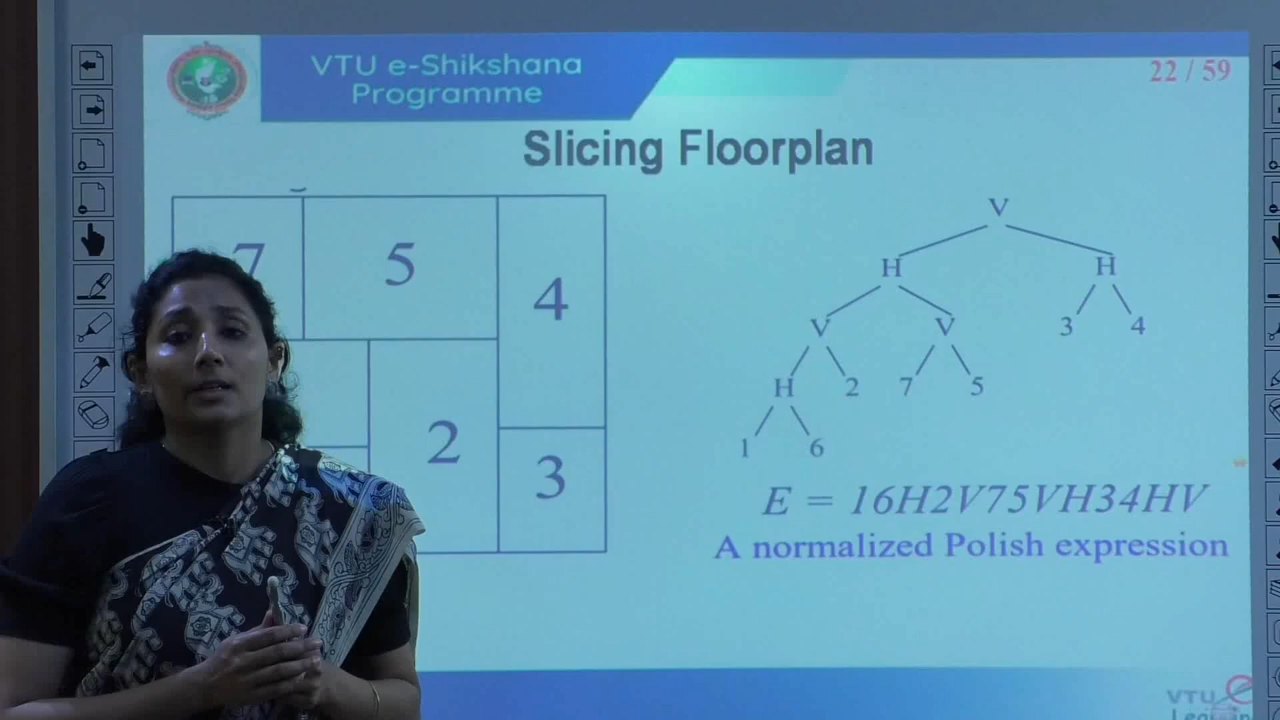 VTU e-Shikshana
Programme
22 / 59
Slicing Floorplan
7
5
4
2
3
V
H
H
V
V
3
4
H
2
7
5
1
6
E = 16H2V75VH34HV
A normalized Polish expression
VTU e
Learning